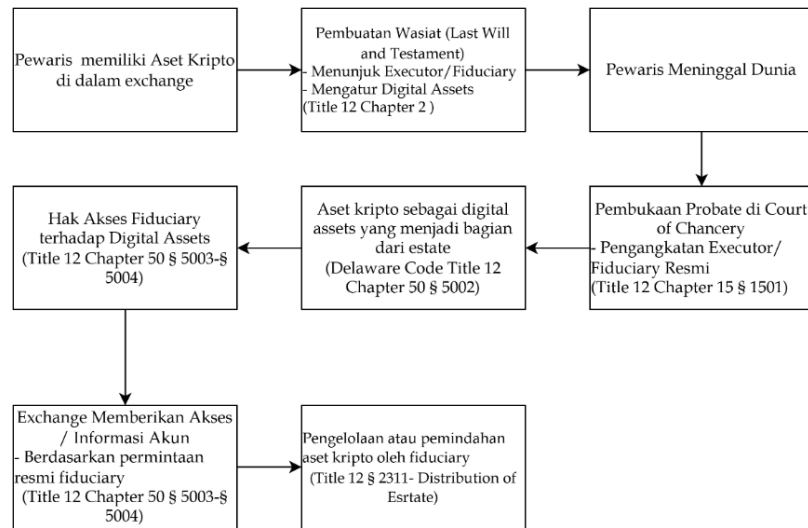 Pewaris memiliki Aset Kripto
di dalam exchange
Pembuatan Wasiat (Last Will
and Testament)
- Menunjuk Executor/Fiduciary
- Mengatur Digital Assets
(Title 12 Chapter 2 )
Pewaris Meninggal Dunia
Pembukaan Probate di Court
of Chancery
- Pengangkatan Executor/
Fiduciary Resmi
(Title 12 Chapter 15 § 1501)
Aset kripto sebagai digital
assets yang menjadi bagian
dari estate
(Delaware Code Title 12
Chapter 50 § 5002)
Hak Akses Fiduciary
terhadap Digital Assets
(Title 12 Chapter 50 § 5003-§
5004)
Exchange Memberikan Akses
/ Informasi Akun
- Berdasarkan permintaan
resmi fiduciary
(Title 12 Chapter 50 § 5003-§
5004)
Pengelolaan atau pemindahan
aset kripto oleh fiduciary
(Title 12 § 2311- Distribution of
Esrtate)